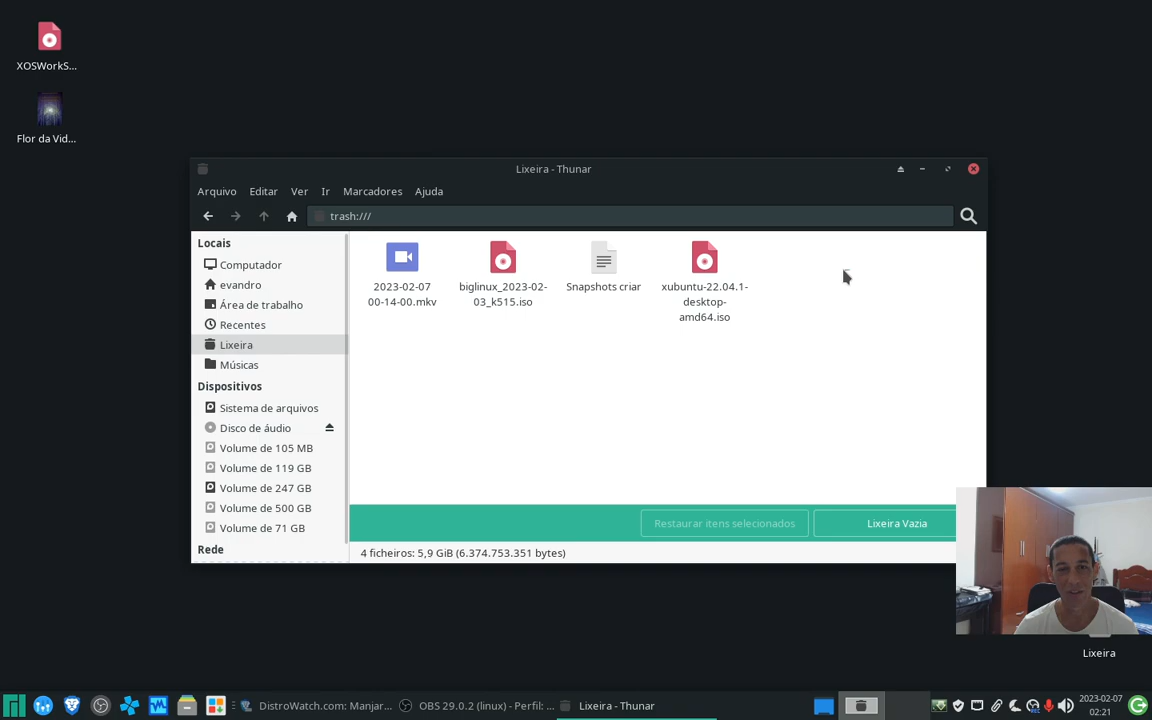 XOSWorkS...
Flor da Vid...
Lixeira - Thunar
Arquivo Editar Ver Ir Marcadores Ajuda
trash:///
Locais
Computador
evandro
Área de trabalho
Recentes
Lixeira
Músicas
Dispositivos
Sistema de arquivos
Disco de áudio
Volume de 105 MB
Volume de 119 GB
Volume de 247 GB
Volume de 500 GB
Volume de 71 GB
Rede
2023-02-07
00-14-00.mkv
biglinux_2023-02-
03_k515.iso
Snapshots criar
xubuntu-22.04.1-
desktop-
amd64.iso
Restaurar itens selecionados
Lixeira Vazia
4 ficheiros: 5,9 GiB (6.374.753.351 bytes)
Lixeira
DistroWatch.com: Manjar...
OBS 29.0.2 (linux) - Perfil: ...
Lixeira - Thunar
2023-02-07
02:21